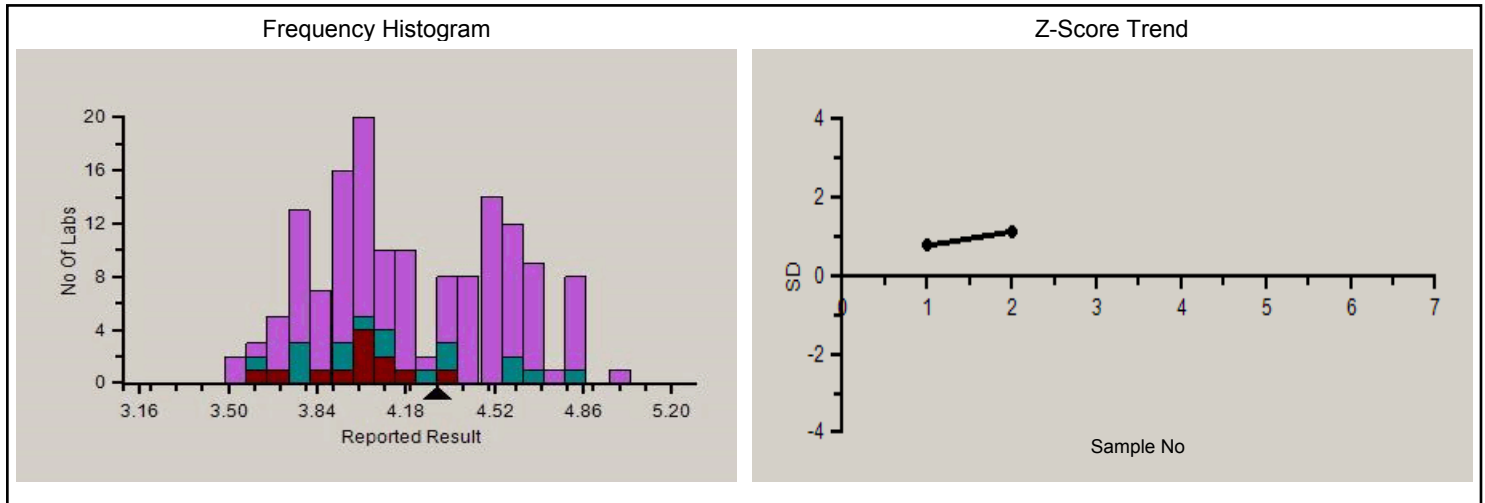 Frequency Histogram
No Of Labs
20
16
12
8
4
0
3.16 3.50 3.84 4.18 4.52 4.86 5.20
Reported Result
Z-Score Trend
SD
4
2
0
-2
-4
0 1 2 3 4 5 6 7
Sample No